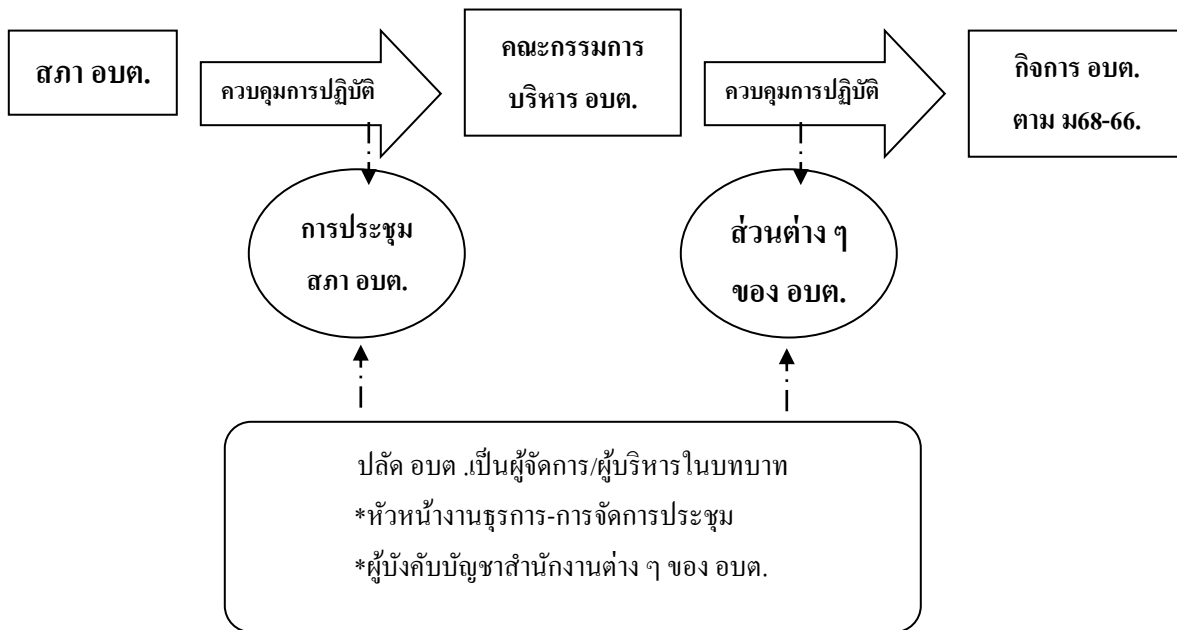 สภา อบต.
ควบคุมการปฏิบัติ
คณะกรรมการ
บริหาร อบต.
ควบคุมการปฏิบัติ
กิจการ อบต.
ตาม ม68-66.
การประชุม
สภา อบต.
ส่วนต่าง ๆ
ของ อบต.
ปลัด อบต .เป็นผู้จัดการ/ผู้บริหารในบทบาท
*หัวหน้างานธุรการ-การจัดการประชุม
*ผู้บังคับบัญชาสำนักงานต่าง ๆ ของ อบต.